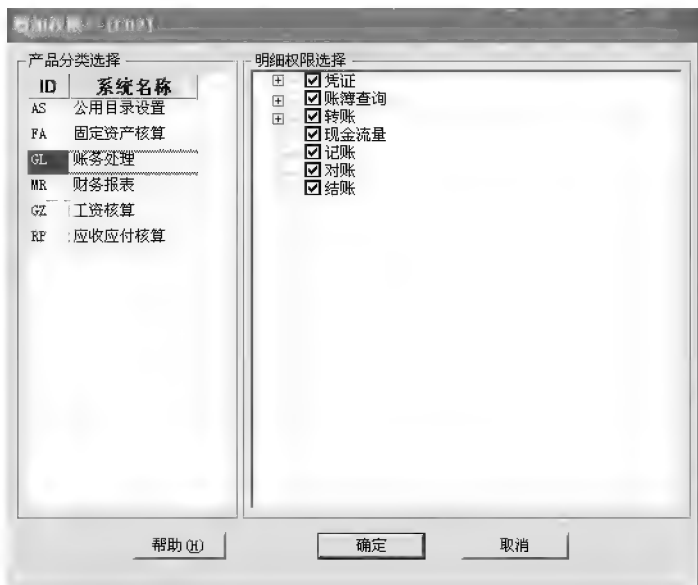 产品分类选择
ID 系统名称
AS 公用目录设置
FA 固定资产核算
GL 账务处理
MR 财务报表
GZ 工资核算
RP 应收应付核算
明细权限选择
凭证
账簿查询
转账
现金流量
记账
对账
结账
帮助(H)
确定
取消